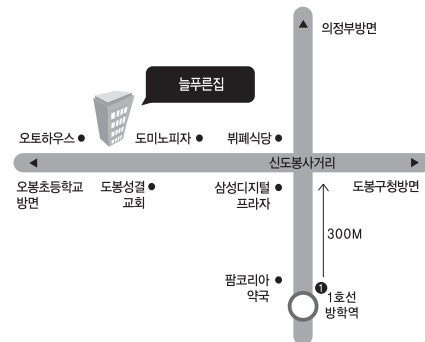 의정부방면
늘푸른집
오토하우스
도미노피자
뷔폐식당
신도봉사거리
오봉초등학교
방면
도봉성결
교회
삼성디지털
프라자
도봉구청방면
300M
팜코리아
약국
1
1호선
방학역